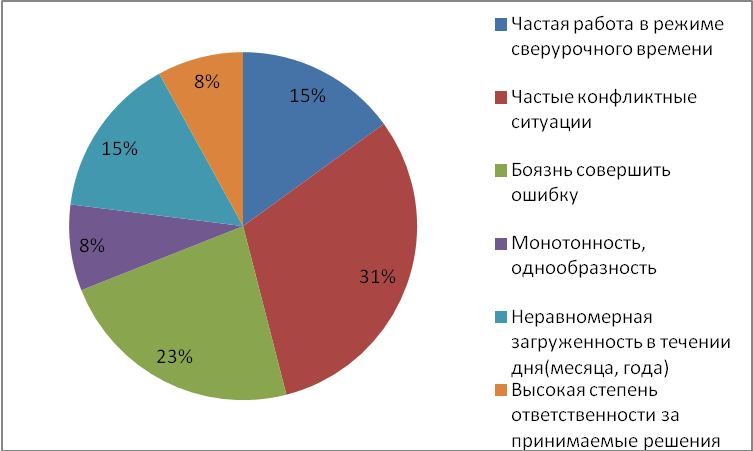 8%
15%
15%
8%
31%
23%
Частая работа в режиме
сверурочного времени
Частые конфликтные
ситуации
Боязнь совершить
ошибку
Монотонность,
однообразность
Неравномерная
загруженность в течении
дня(месяца, года)
Высокая степень
ответственности за
принимаемые решения